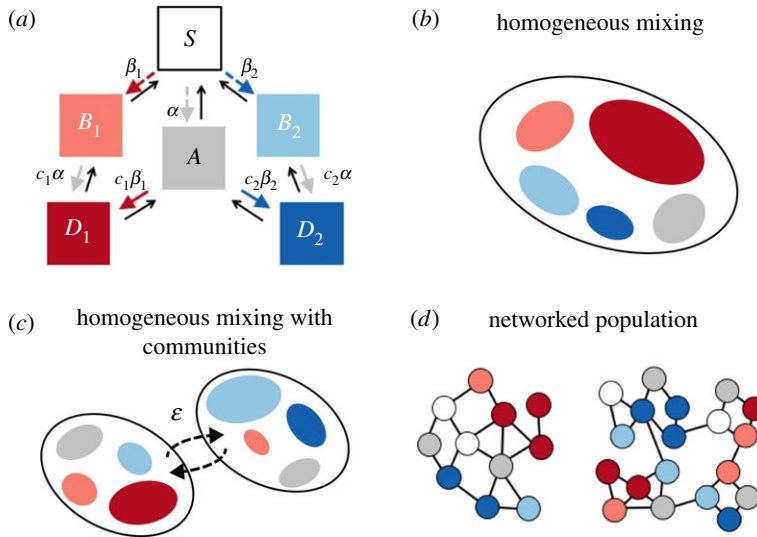 (a)
S
β1
β2
α
B1
B2
A
c1α
c1β1
c2β2
c2α
D1
D2
(b) homogeneous mixing
(c) homogeneous mixing with
communities
ε
(d) networked population